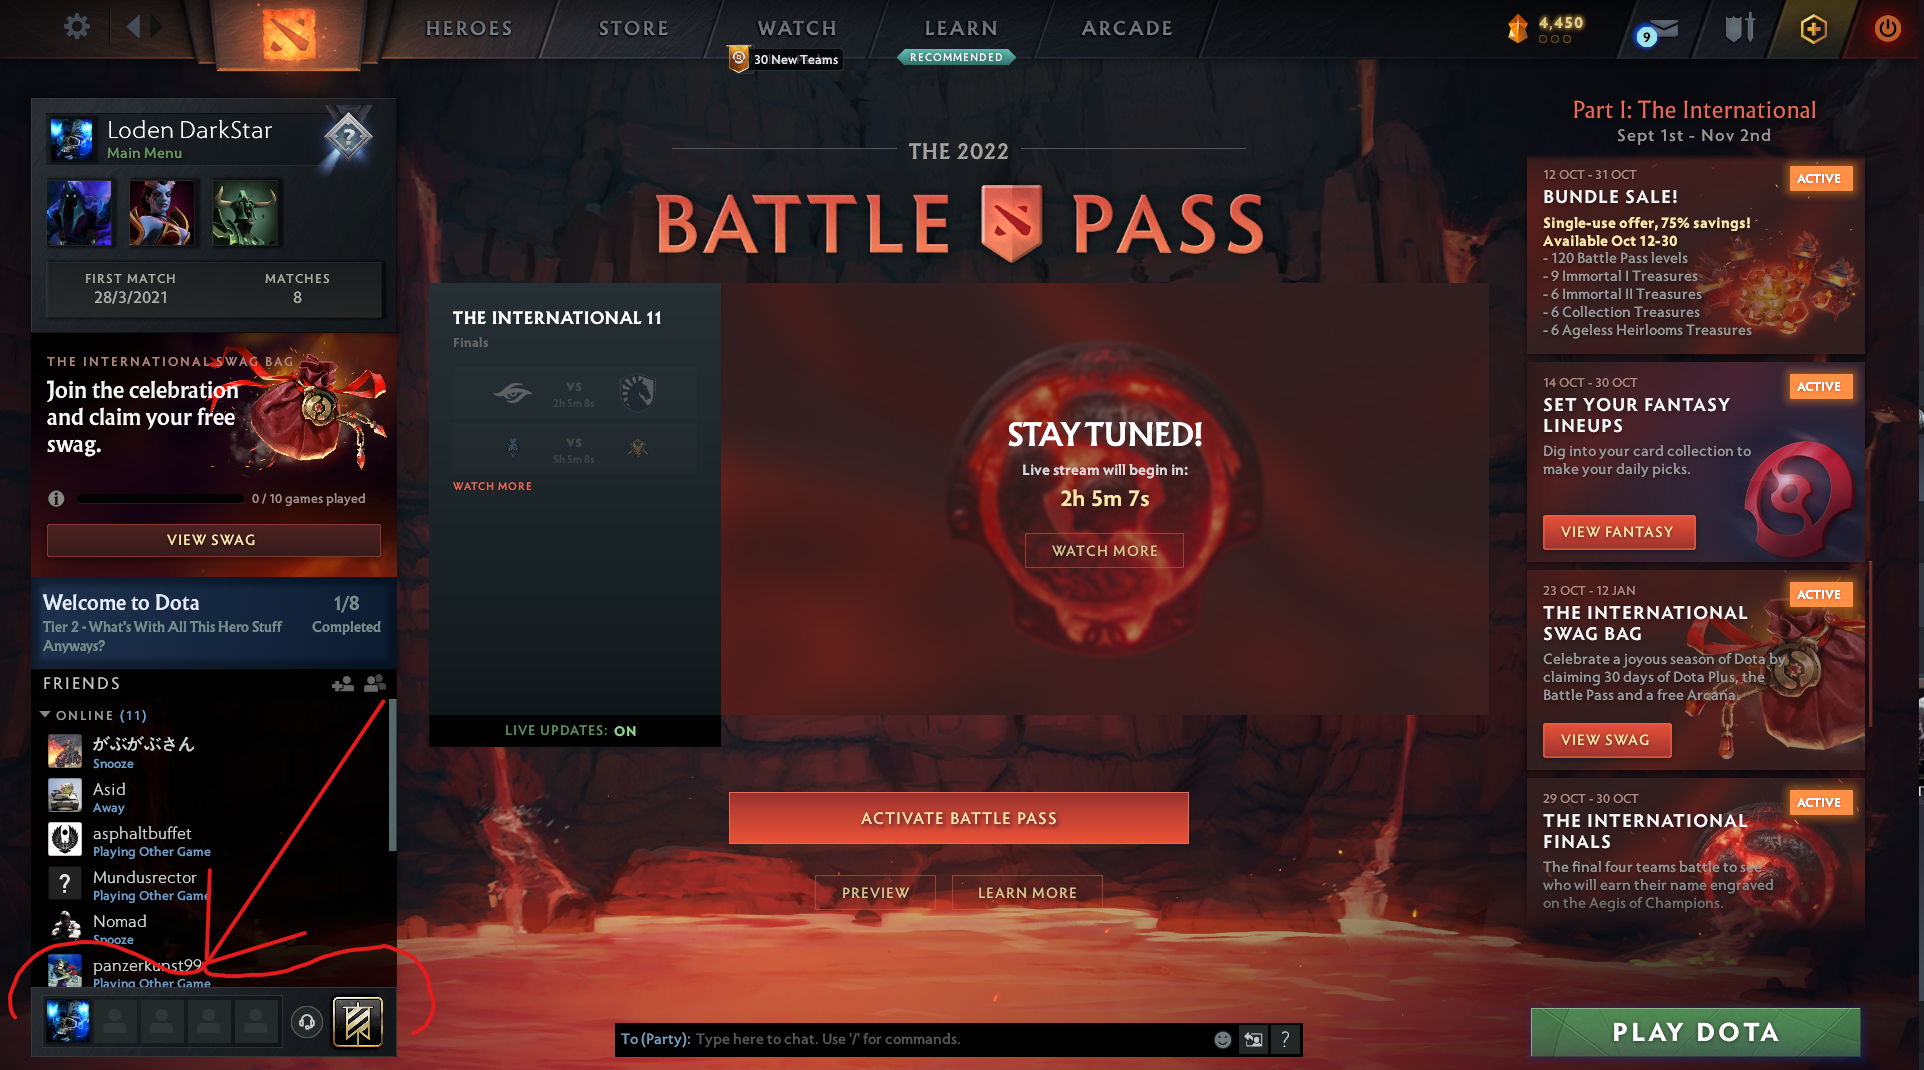 HEROES
STORE
WATCH
LEARN
ARCADE
4,450
9
30 New Teams
RECOMMENDED
Loden DarkStar
Main Menu
?
FIRST MATCH
28/3/2021
MATCHES
8
THE INTERNATIONAL SWAG BAG
Join the celebration
and claim your free
swag.
0 / 10 games played
VIEW SWAG
Welcome to Dota
1/8
Tier 2 - What's With All This Hero Stuff
Anyways?
Completed
FRIENDS
ONLINE (11)
がぶがぶさん
Snooze
Asid
Away
asphaltbuffet
Playing Other Game
?
Mundusrector
Playing Other Game
Nomad
Snooze
panzerkunst99
Playing Other Game
THE 2022
BATTLE PASS
THE INTERNATIONAL 11
Finals
VS
2h 5m 8s
VS
5h 5m 8s
WATCH MORE
LIVE UPDATES: ON
STAY TUNED!
Live stream will begin in:
2h 5m 7s
WATCH MORE
ACTIVATE BATTLE PASS
PREVIEW
LEARN MORE
To (Party): Type here to chat. Use '/' for commands.
?
Part I: The International
Sept 1st - Nov 2nd
12 OCT - 31 OCT
ACTIVE
BUNDLE SALE!
Single-use offer, 75% savings!
Available Oct 12-30
- 120 Battle Pass levels
- 9 Immortal I Treasures
- 6 Immortal II Treasures
- 6 Collection Treasures
- 6 Ageless Heirlooms Treasures
14 OCT - 30 OCT
ACTIVE
SET YOUR FANTASY
LINEUPS
Dig into your card collection to
make your daily picks.
VIEW FANTASY
23 OCT - 12 JAN
ACTIVE
THE INTERNATIONAL
SWAG BAG
Celebrate a joyous season of Dota by
claiming 30 days of Dota Plus, the
Battle Pass and a free Arcana.
VIEW SWAG
29 OCT - 30 OCT
ACTIVE
THE INTERNATIONAL
FINALS
The final four teams battle to see
who will earn their name engraved
on the Aegis of Champions.
PLAY DOTA